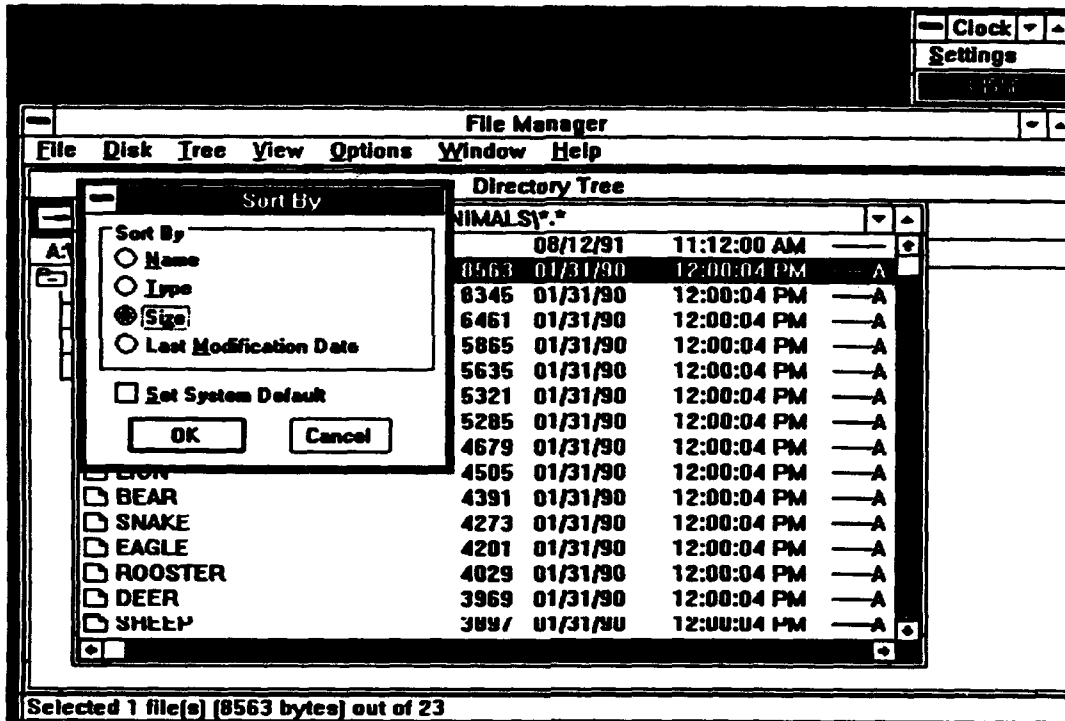 Clock
Settings
File Manager
File Disk Tree View Options Window Help
Directory Tree
Sort By
NIMALS\*.*
Sort By
Name
Type
Size
Last Modification Date
Set System Default
OK Cancel
08/12/91 11:12:00 AM
8563 01/31/90 12:00:04 PM A
8345 01/31/90 12:00:04 PM A
6461 01/31/90 12:00:04 PM A
5865 01/31/90 12:00:04 PM A
5635 01/31/90 12:00:04 PM A
5321 01/31/90 12:00:04 PM A
5285 01/31/90 12:00:04 PM A
4679 01/31/90 12:00:04 PM A
LION 4505 01/31/90 12:00:04 PM A
BEAR 4391 01/31/90 12:00:04 PM A
SNAKE 4273 01/31/90 12:00:04 PM A
EAGLE 4201 01/31/90 12:00:04 PM A
ROOSTER 4029 01/31/90 12:00:04 PM A
DEER 3969 01/31/90 12:00:04 PM A
SHEEP 3897 01/31/90 12:00:04 PM A
Selected 1 file[s] [8563 bytes] out of 23